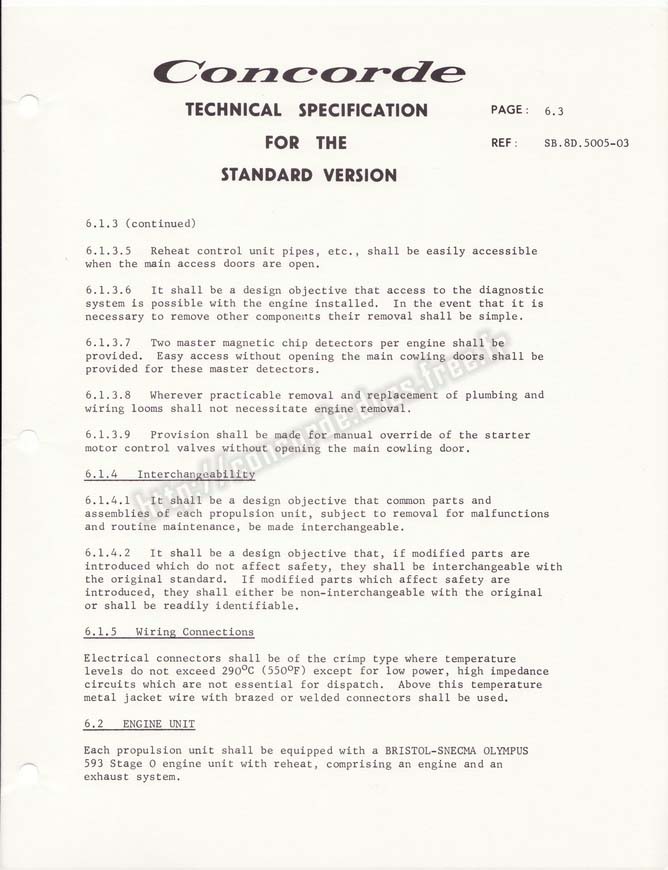 Concorde
TECHNICAL SPECIFICATION
FOR THE
STANDARD VERSION
PAGE: 6.3
REF: SB.8D.5005-03
6.1.3 (continued)
6.1.3.5 Reheat control unit pipes, etc., shall be easily accessible
when the main access doors are open.
6.1.3.6 It shall be a design objective that access to the diagnostic
system is possible with the engine installed. In the event that it is
necessary to remove other components their removal shall be simple.
6.1.3.7 Two master magnetic chip detectors per engine shall be
provided. Easy access without opening the main cowling doors shall be
provided for these master detectors.
6.1.3.8 Wherever practicable removal and replacement of plumbing and
wiring looms shall not necessitate engine removal.
6.1.3.9 Provision shall be made for manual override of the starter
motor control valves without opening the main cowling door.
6.1.4 Interchangeability
6.1.4.1 It shall be a design objective that common parts and
assemblies of each propulsion unit, subject to removal for malfunctions
and routine maintenance, be made interchangeable.
6.1.4.2 It shall be a design objective that, if modified parts are
introduced which do not affect safety, they shall be interchangeable with
the original standard. If modified parts which affect safety are
introduced, they shall either be non-interchangeable with the original
or shall be readily identifiable.
6.1.5 Wiring Connections
Electrical connectors shall be of the crimp type where temperature
levels do not exceed 290°C (550°F) except for low power, high impedance
circuits which are not essential for dispatch. Above this temperature
metal jacket wire with brazed or welded connectors shall be used.
6.2 ENGINE UNIT
Each propulsion unit shall be equipped with a BRISTOL-SNECMA OLYMPUS
593 Stage 0 engine unit with reheat, comprising an engine and an
exhaust system.